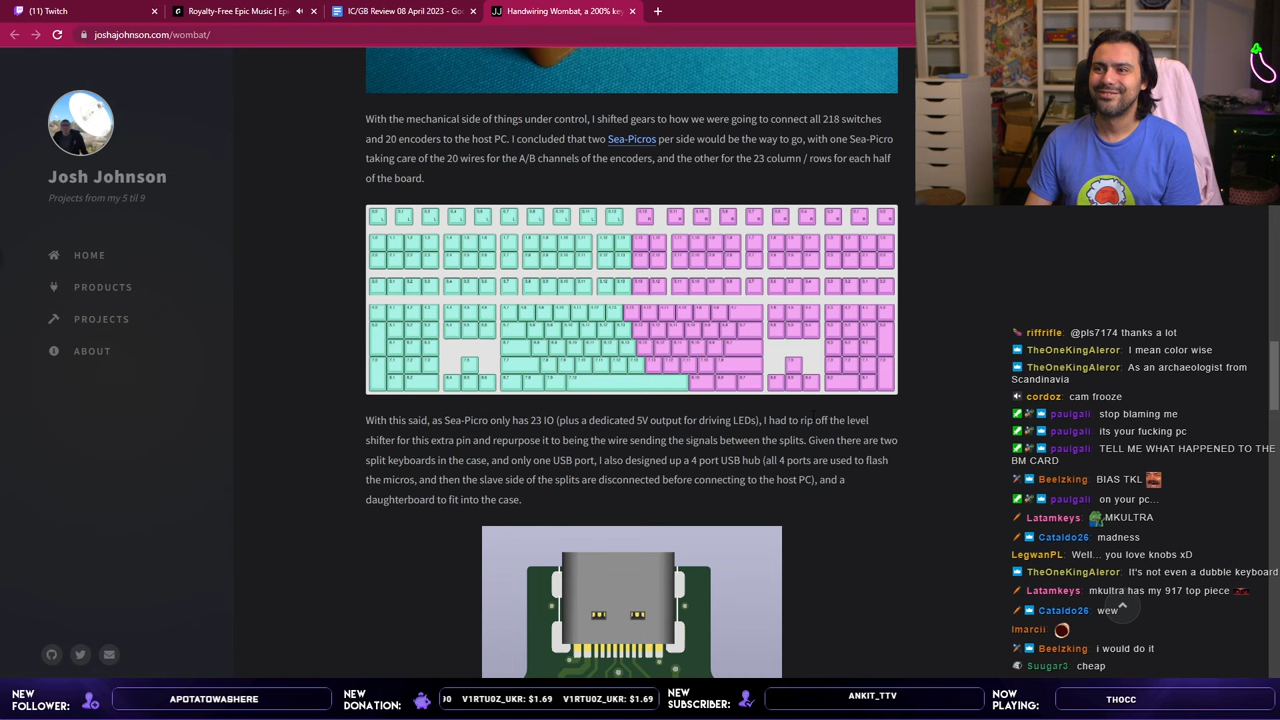 (11) Twitch
Royalty-Free Epic Music | Epi
IC/GB Review 08 April 2023 - Goo
Handwiring Wombat, a 200% key
joshajohnson.com/wombat/
Josh Johnson
Projects from my 5 til 9
HOME
PRODUCTS
PROJECTS
ABOUT
With the mechanical side of things under control, I shifted gears to how we were going to connect all 218 switches
and 20 encoders to the host PC. I concluded that two Sea-Picros per side would be the way to go, with one Sea-Picro
taking care of the 20 wires for the A/B channels of the encoders, and the other for the 23 column / rows for each half
of the board.
With this said, as Sea-Picro only has 23 IO (plus a dedicated 5V output for driving LEDs), I had to rip off the level
shifter for this extra pin and repurpose it to being the wire sending the signals between the splits. Given there are two
split keyboards in the case, and only one USB port, I also designed up a 4 port USB hub (all 4 ports are used to flash
the micros, and then the slave side of the splits are disconnected before connecting to the host PC), and a
daughterboard to fit into the case.
riffrifle: @pls7174 thanks a lot
TheOneKingAleror: I mean color wise
TheOneKingAleror: As an archaeologist from
Scandinavia
cordoz: cam frooze
paulgali: stop blaming me
paulgali: its your fucking pc
paulgali: TELL ME WHAT HAPPENED TO THE
BM CARD
Beelzking: BIAS TKL
paulgali: on your pc...
Latamkeys: MKULTRA
Cataldo26: madness
LegwanPL: Well... you love knobs xD
TheOneKingAleror: It's not even a dubble keyboard
Latamkeys: mkultra has my 917 top piece
Cataldo26: wew
Imarcii:
Beelzking: i would do it
Suugar3: cheap
NEW
FOLLOWER:
APOTATOWASHERE
NEW
DONATION:
00 V1RTU0Z_UKR: $1.69 V1RTU0Z_UKR: $1.69
NEW
SUBSCRIBER:
ANKIT_TTV
NOW
PLAYING:
THOCC